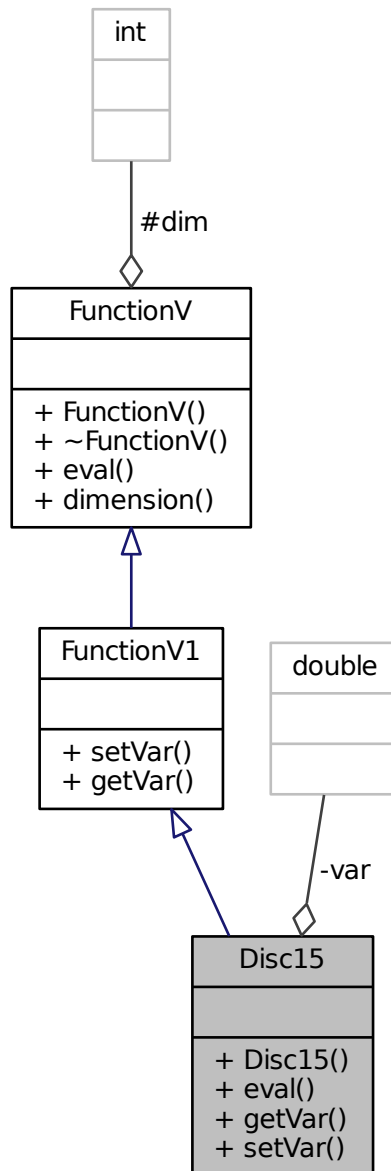 int
#dim
FunctionV
+ FunctionV()
+ ~FunctionV()
+ eval()
+ dimension()
FunctionV1
+ setVar()
+ getVar()
double
-var
Disc15
+ Disc15()
+ eval()
+ getVar()
+ setVar()